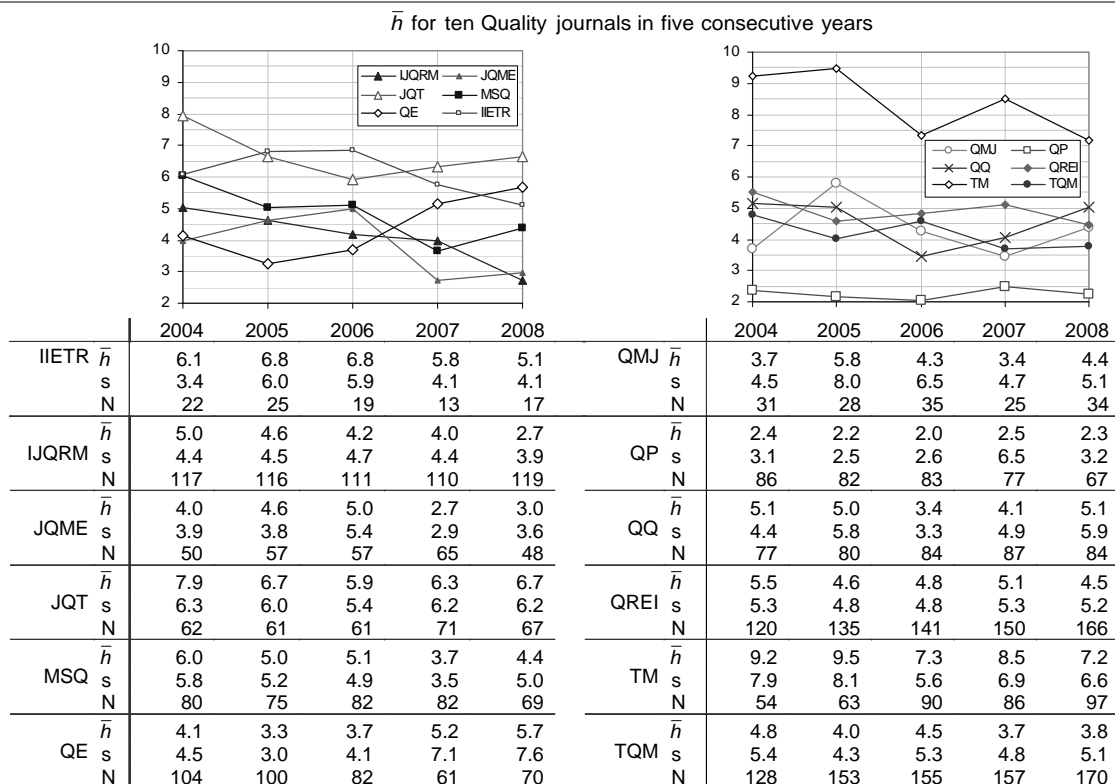 h̅ for ten Quality journals in five consecutive years
10
9
8
7
6
5
4
3
2
IJQRM JQME
JQT MSQ
QE IIETR
10
9
8
7
6
5
4
3
2
QMJ QP
QQ QREI
TM TQM
2004 2005 2006 2007 2008
IIETR h̅ 6.1 6.8 6.8 5.8 5.1
s 3.4 6.0 5.9 4.1 4.1
N 22 25 19 13 17
h̅ 5.0 4.6 4.2 4.0 2.7
IJQRM s 4.4 4.5 4.7 4.4 3.9
N 117 116 111 110 119
h̅ 4.0 4.6 5.0 2.7 3.0
JQME s 3.9 3.8 5.4 2.9 3.6
N 50 57 57 65 48
h̅ 7.9 6.7 5.9 6.3 6.7
JQT s 6.3 6.0 5.4 6.2 6.2
N 62 61 61 71 67
h̅ 6.0 5.0 5.1 3.7 4.4
MSQ s 5.8 5.2 4.9 3.5 5.0
N 80 75 82 82 69
h̅ 4.1 3.3 3.7 5.2 5.7
QE s 4.5 3.0 4.1 7.1 7.6
N 104 100 82 61 70
2004 2005 2006 2007 2008
QMJ h̅ 3.7 5.8 4.3 3.4 4.4
s 4.5 8.0 6.5 4.7 5.1
N 31 28 35 25 34
h̅ 2.4 2.2 2.0 2.5 2.3
QP s 3.1 2.5 2.6 6.5 3.2
N 86 82 83 77 67
h̅ 5.1 5.0 3.4 4.1 5.1
QQ s 4.4 5.8 3.3 4.9 5.9
N 77 80 84 87 84
h̅ 5.5 4.6 4.8 5.1 4.5
QREI s 5.3 4.8 4.8 5.3 5.2
N 120 135 141 150 166
h̅ 9.2 9.5 7.3 8.5 7.2
TM s 7.9 8.1 5.6 6.9 6.6
N 54 63 90 86 97
h̅ 4.8 4.0 4.5 3.7 3.8
TQM s 5.4 4.3 5.3 4.8 5.1
N 128 153 155 157 170